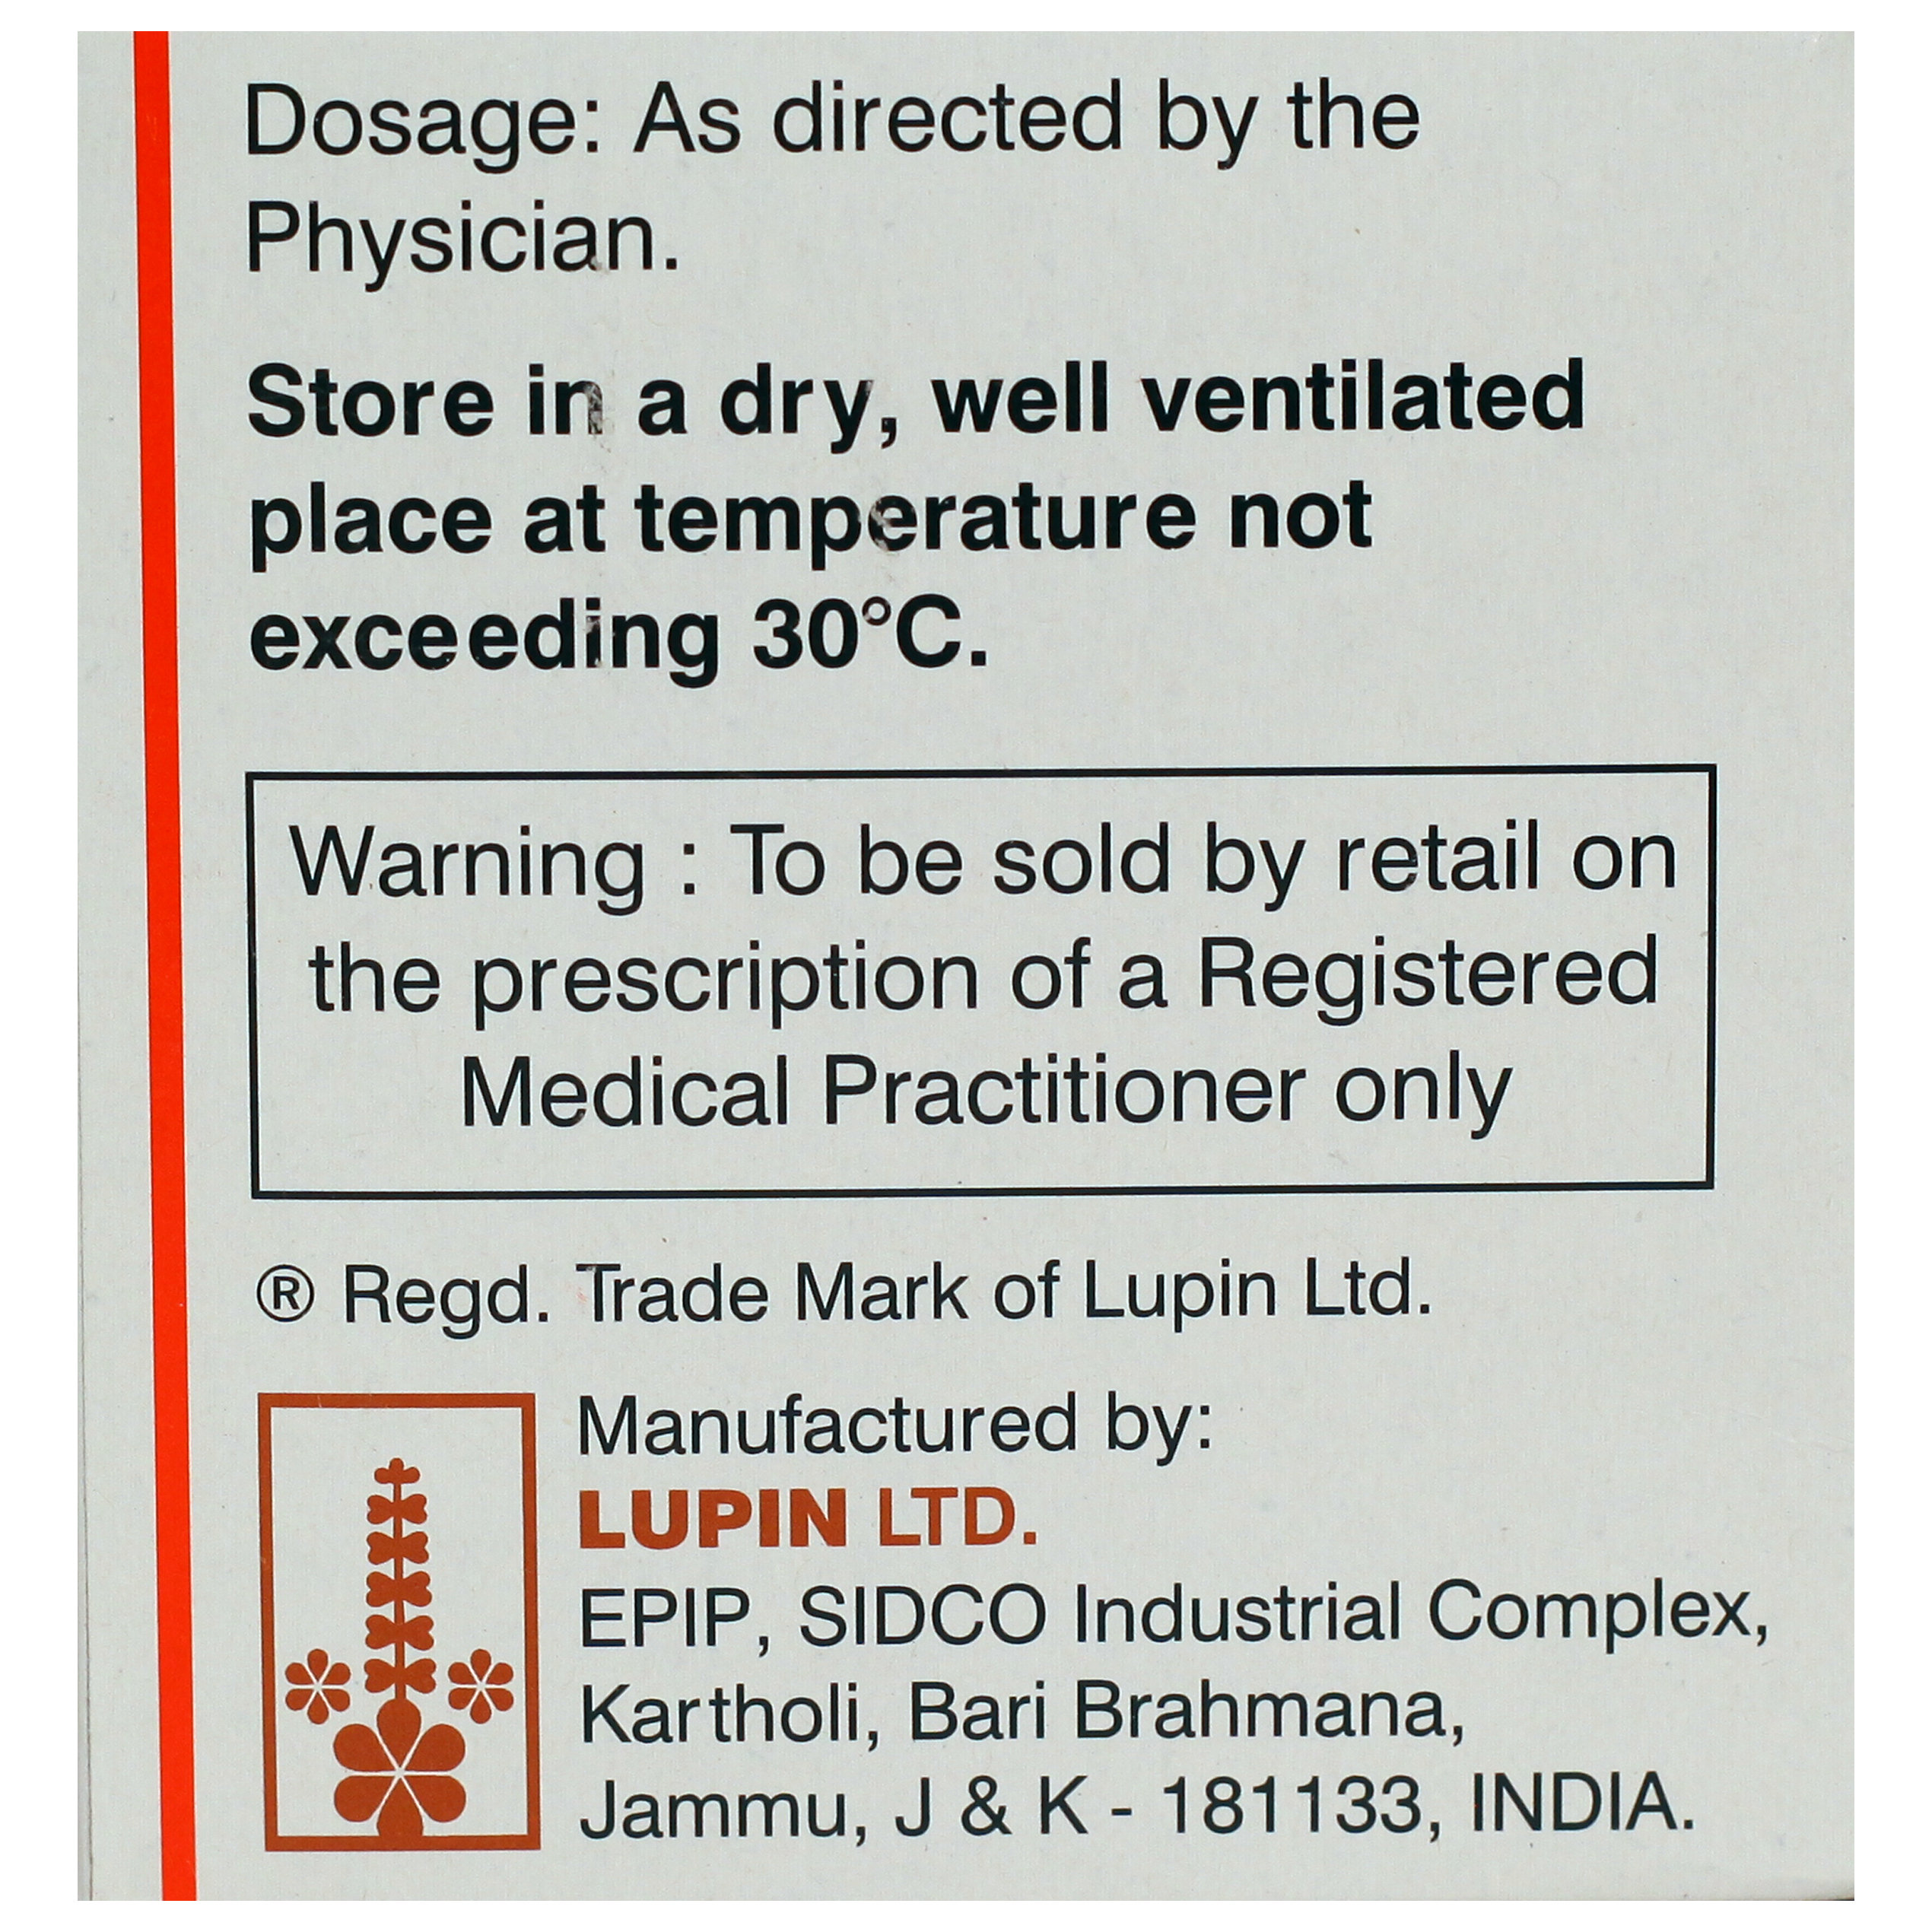 Dosage: As directed by the
Physician.
Store in a dry, well ventilated
place at temperature not
exceeding 30°C.
Warning : To be sold by retail on
the prescription of a Registered
Medical Practitioner only
® Regd. Trade Mark of Lupin Ltd.
Manufactured by:
LUPIN LTD.
EPIP, SIDCO Industrial Complex,
Kartholi, Bari Brahmana,
Jammu, J & K - 181133, INDIA.